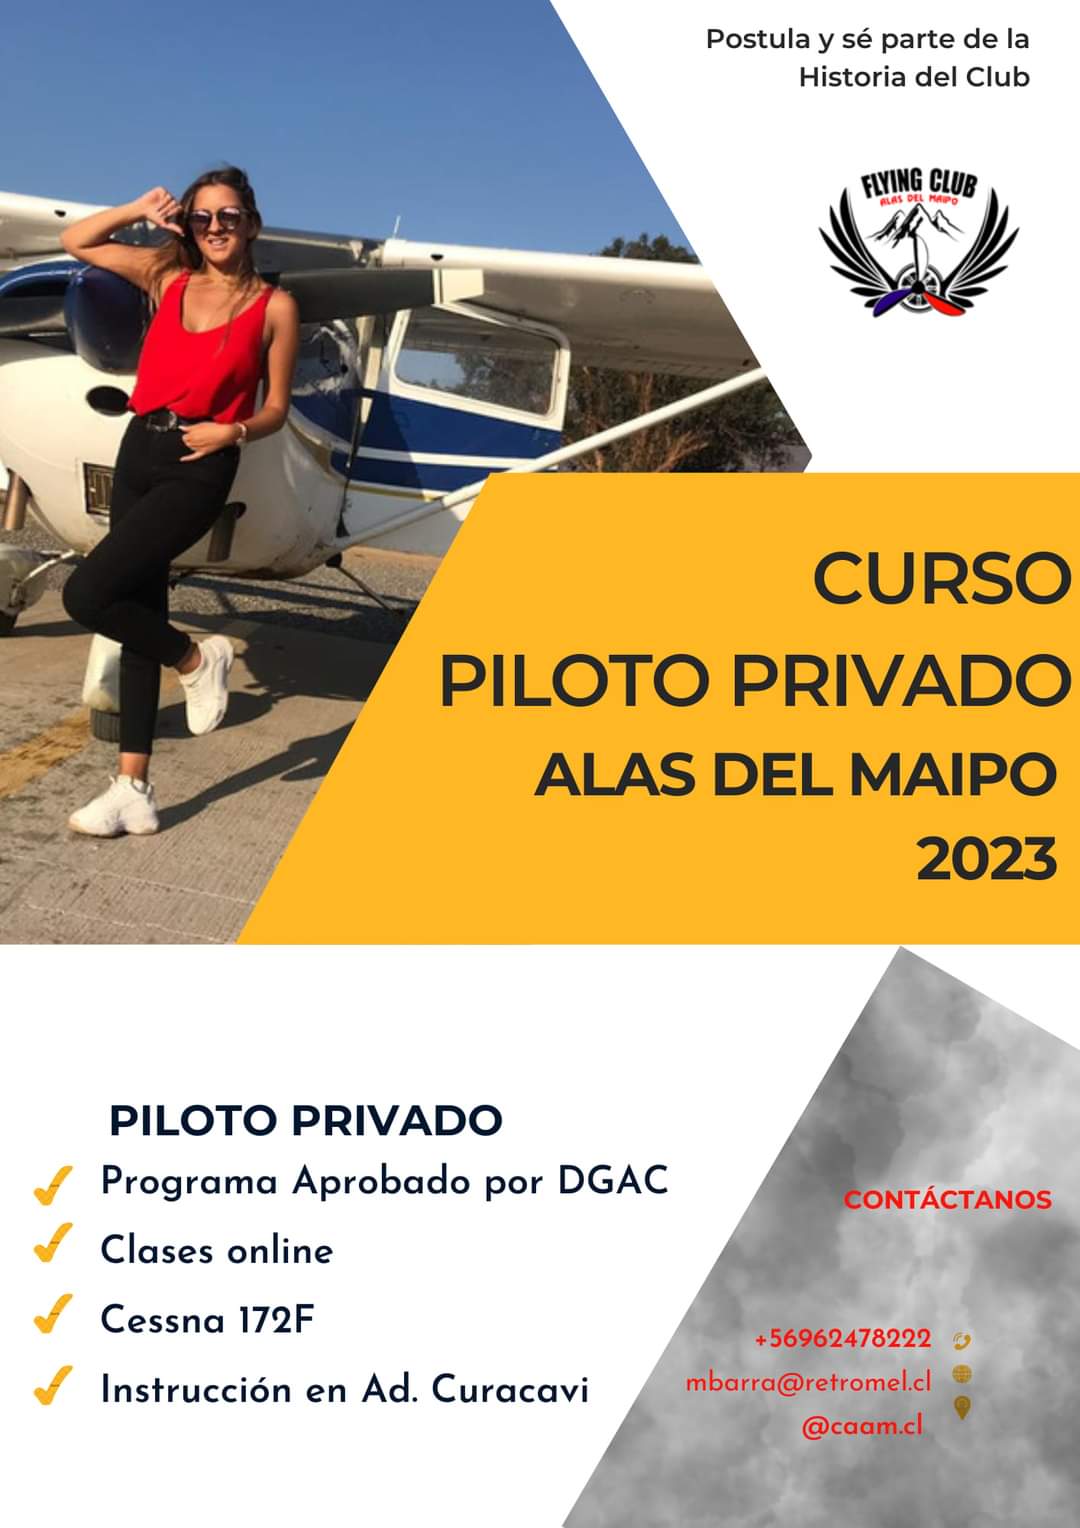 Postula y sé parte de la
Historia del Club
FLYING CLUB
ALAS DEL MAIPO
CURSO
PILOTO PRIVADO
ALAS DEL MAIPO
2023
PILOTO PRIVADO
Programa Aprobado por DGAC
Clases online
Cessna 172F
Instrucción en Ad. Curacavi
CONTÁCTANOS
+56962478222
mbarra@retromel.cl
@caam.cl